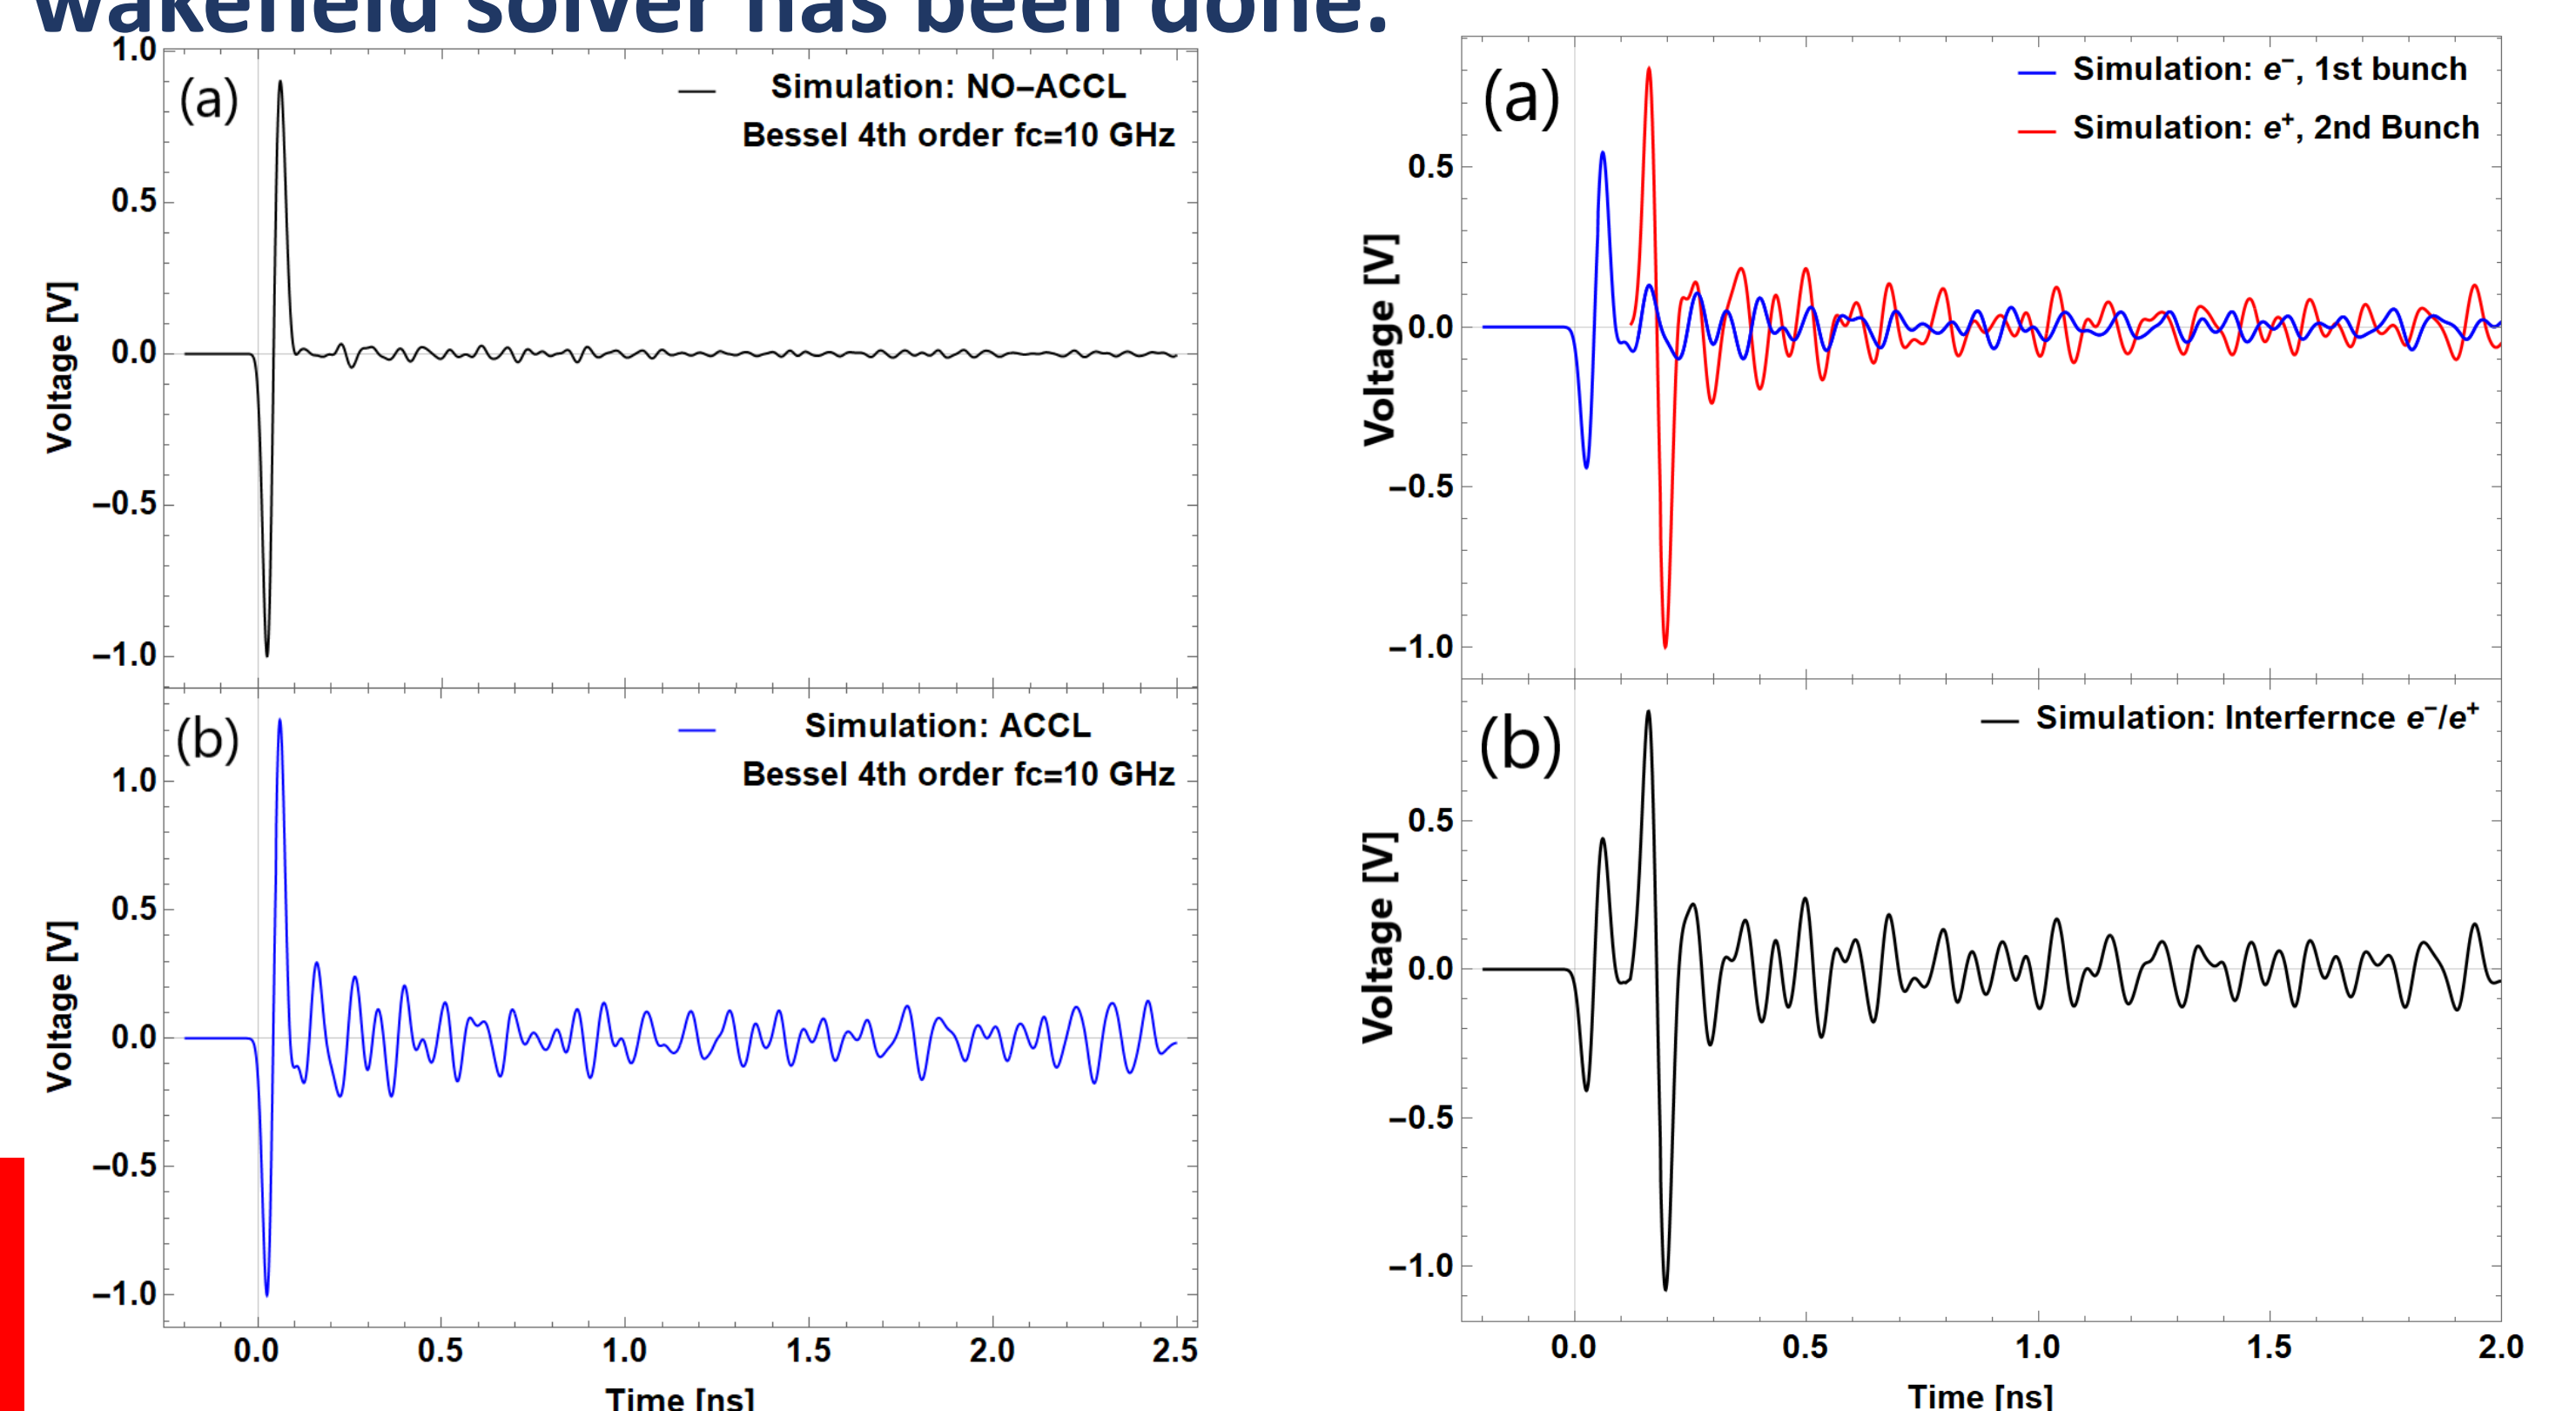 wakefield solver has been done.
1.0
(a)
Simulation: NO–ACCL
Bessel 4th order fc=10 GHz
0.5
0.0
−0.5
−1.0
Voltage [V]
(b)
Simulation: ACCL
Bessel 4th order fc=10 GHz
1.0
0.5
0.0
−0.5
−1.0
Voltage [V]
0.0 0.5 1.0 1.5 2.0 2.5
Time [ns]
(a)
Simulation: e⁻, 1st bunch
Simulation: e⁺, 2nd Bunch
0.5
0.0
−0.5
−1.0
Voltage [V]
(b)
Simulation: Interfernce e⁻/e⁺
0.5
0.0
−0.5
−1.0
Voltage [V]
0.0 0.5 1.0 1.5 2.0
Time [ns]